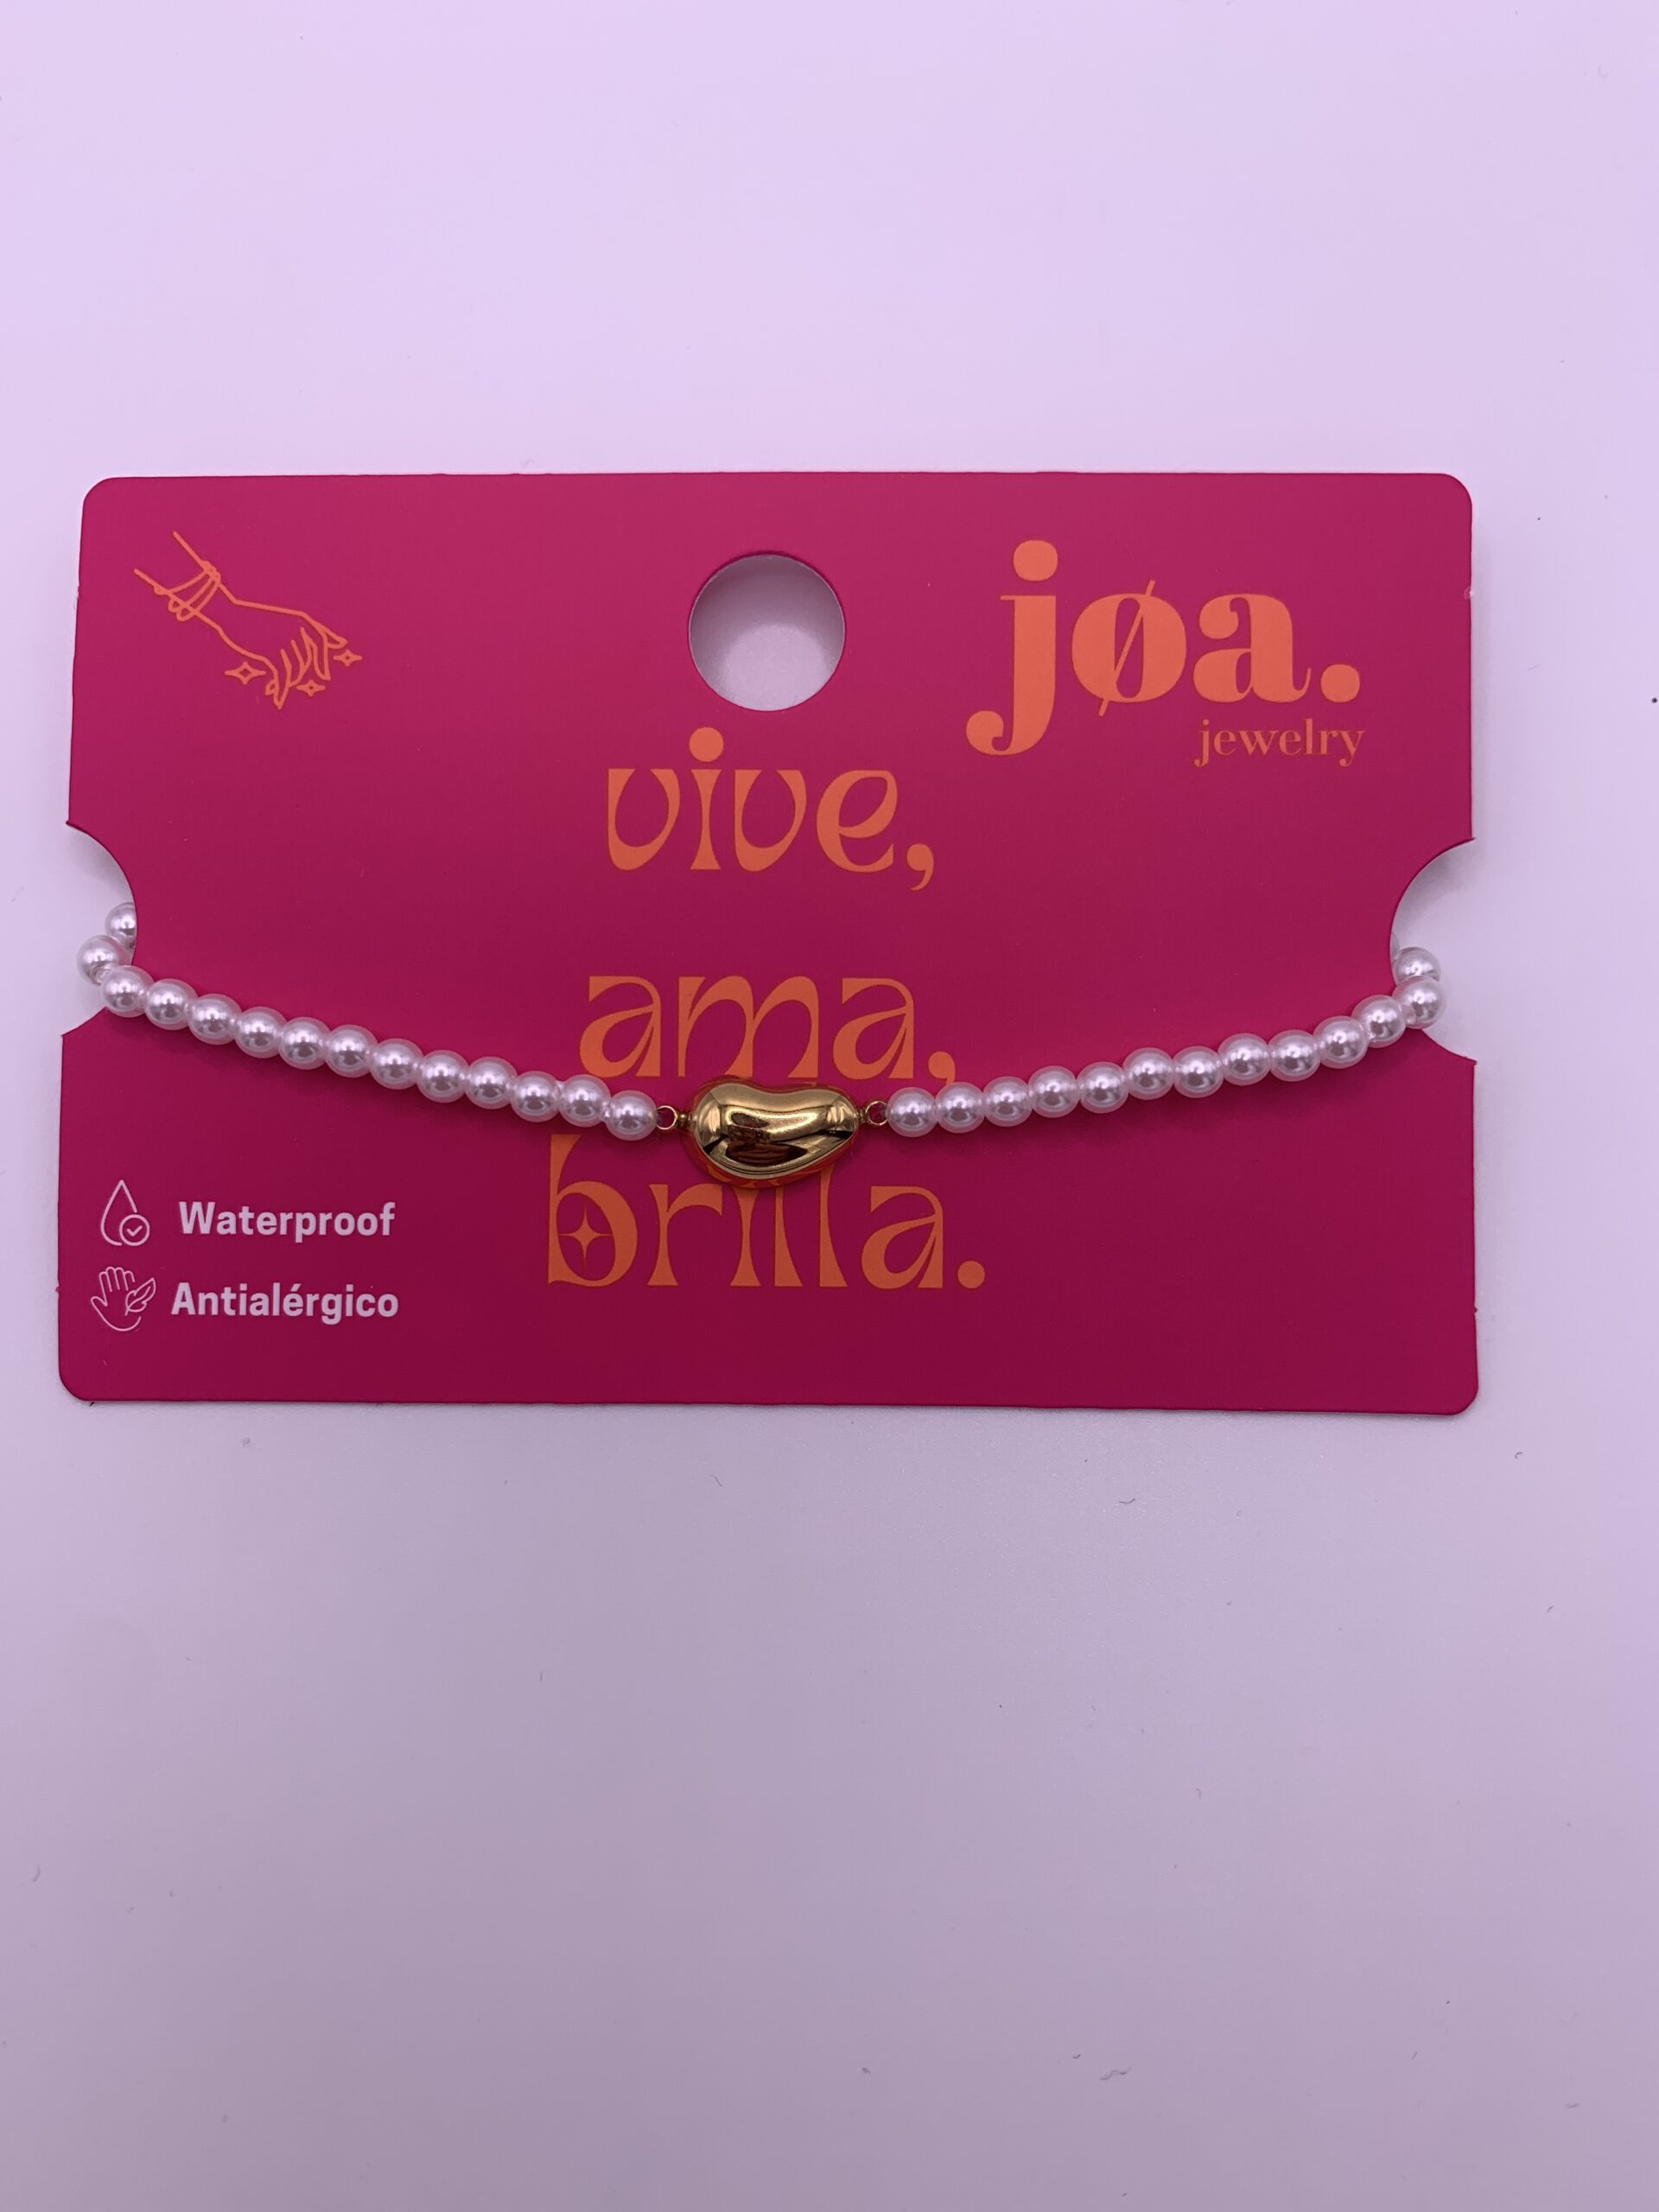 jøa.
jewelry
vive,
ama,
brilla.
Waterproof
Antialérgico